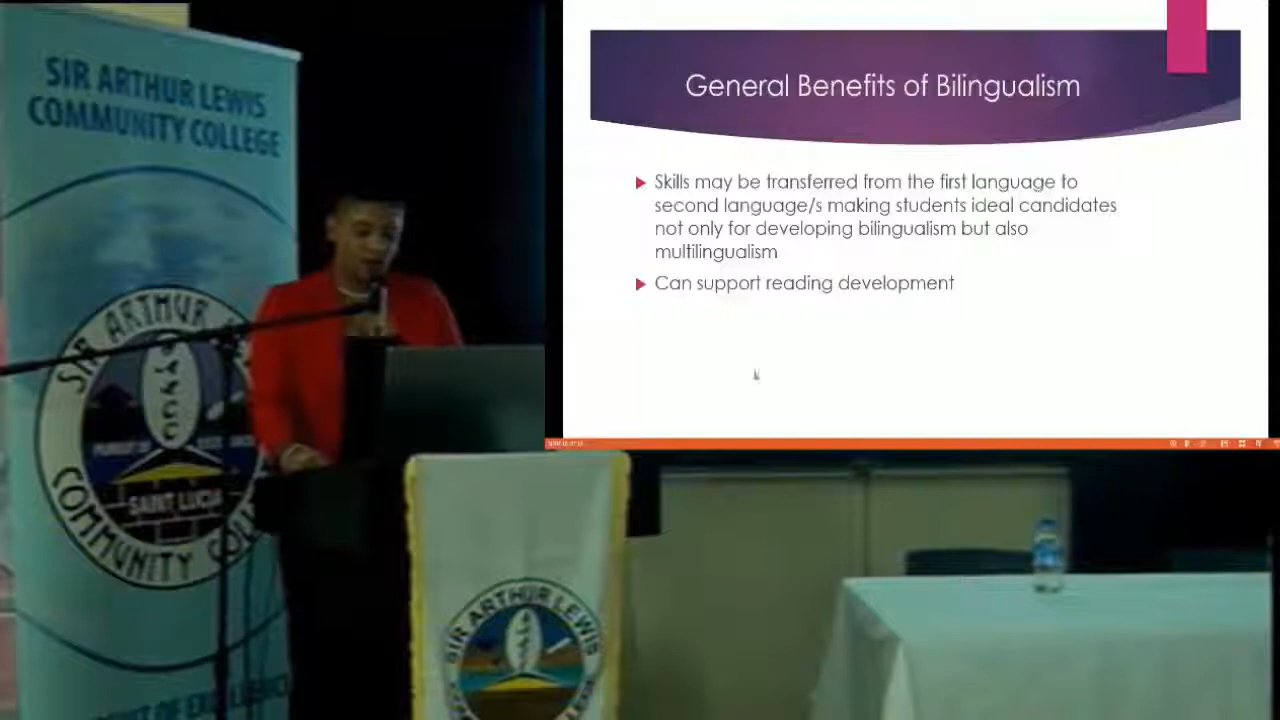 SIR ARTHUR LEWIS
COMMUNITY COLLEGE
SIR ARTHUR
SAINT LUCIA
COMMUNITY
General Benefits of Bilingualism
Skills may be transferred from the first language to
second language/s making students ideal candidates
not only for developing bilingualism but also
multilingualism
Can support reading development
SIR ARTHUR LEWIS